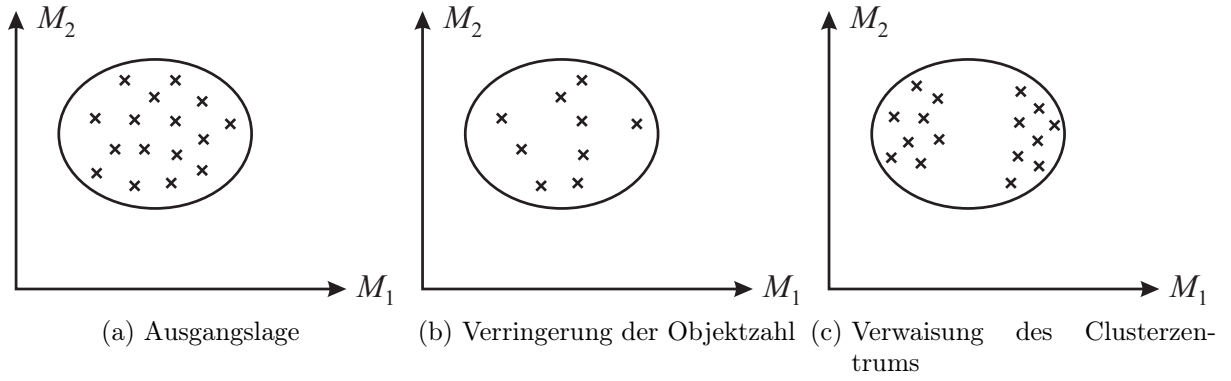 M2
M1
(a) Ausgangslage
M2
M1
(b) Verringerung der Objektzahl
M2
M1
(c) Verwaisung des Clusterzen-
trums